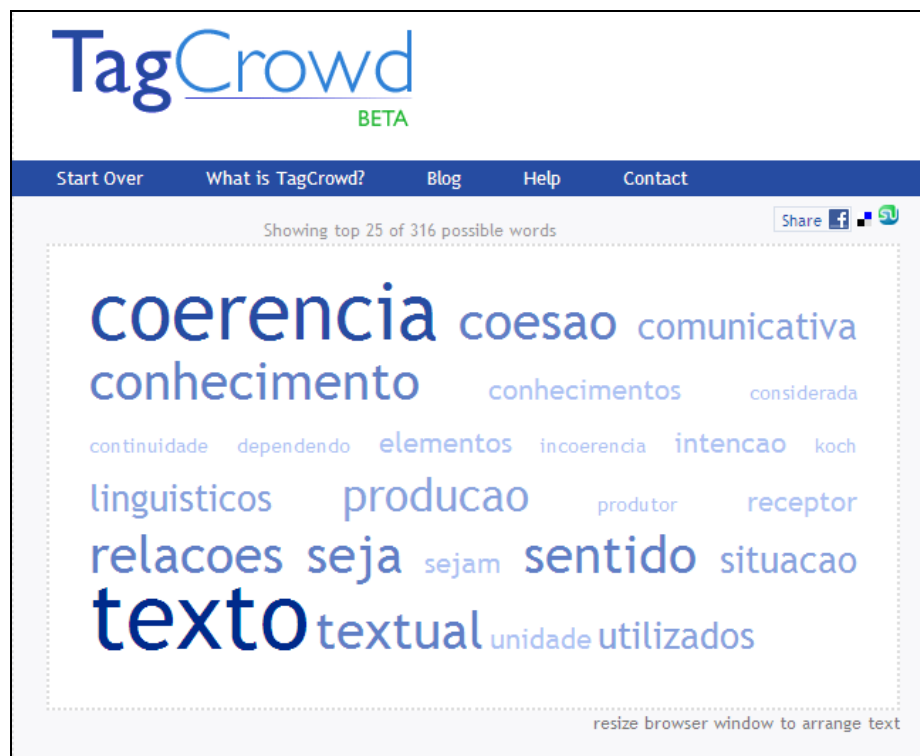 TagCrowd
BETA
Start Over What is TagCrowd? Blog Help Contact
Share
Showing top 25 of 316 possible words
coerencia coesao comunicativa
conhecimento conhecimentos considerada
continuidade dependendo elementos incoerencia intencao koch
linguisticos producao produtor receptor
relacoes seja sejam sentido situacao
texto textual unidade utilizados
resize browser window to arrange text